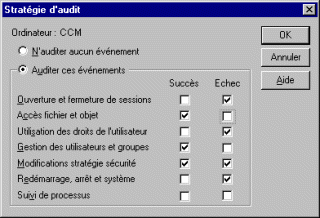 Stratégie d'audit
Ordinateur : CCM
OK
N'auditer aucun événement
Annuler
Auditer ces événements
Aide
Succès Echec
Ouverture et fermeture de sessions
Accès fichier et objet
Utilisation des droits de l'utilisateur
Gestion des utilisateurs et groupes
Modifications stratégie sécurité
Redémarrage, arrêt et système
Suivi de processus